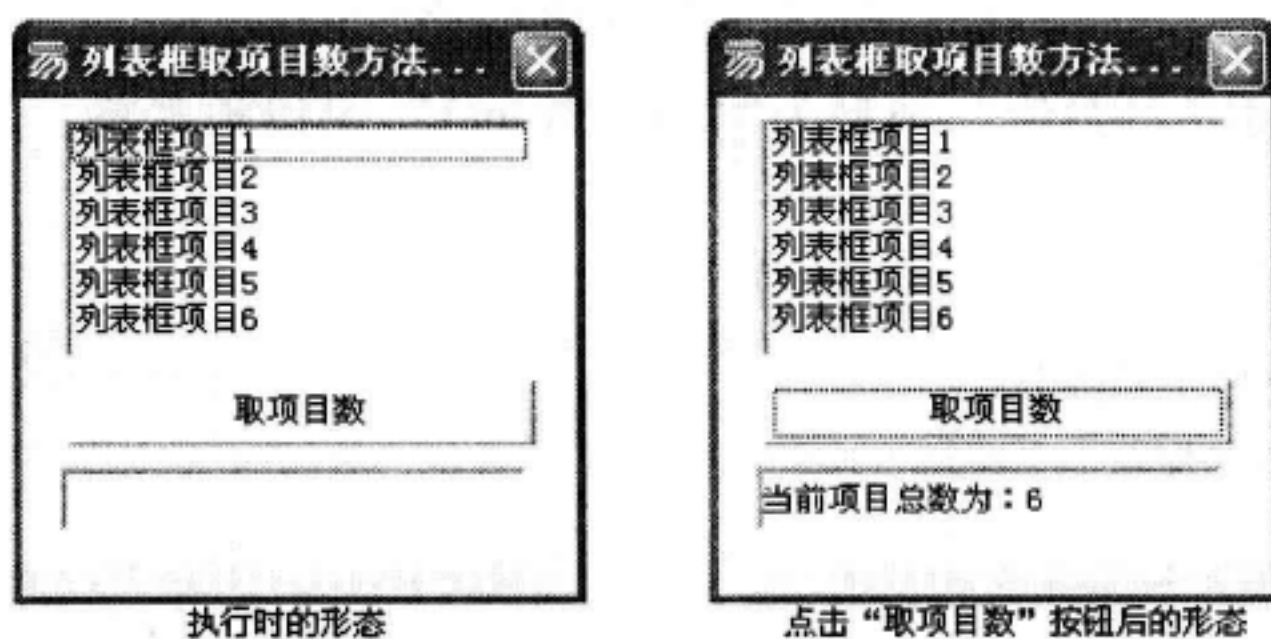 列表框取项目数方法...
列表框项目1
列表框项目2
列表框项目3
列表框项目4
列表框项目5
列表框项目6
取项目数
执行时的形态
列表框取项目数方法...
列表框项目1
列表框项目2
列表框项目3
列表框项目4
列表框项目5
列表框项目6
取项目数
当前项目总数为：6
点击“取项目数”按钮后的形态